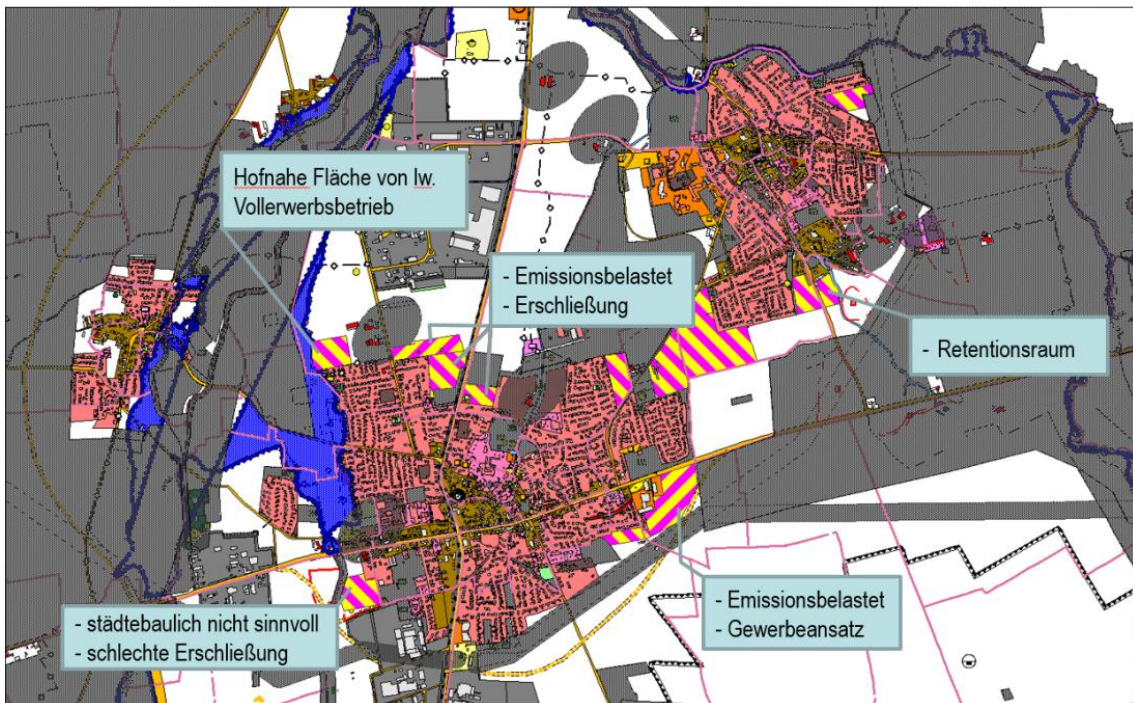 Hofnahe Fläche von lw.
Vollerwerbsbetrieb
- Emissionsbelastet
- Erschließung
- Retentionsraum
- städtebaulich nicht sinnvoll
- schlechte Erschließung
- Emissionsbelastet
- Gewerbeansatz